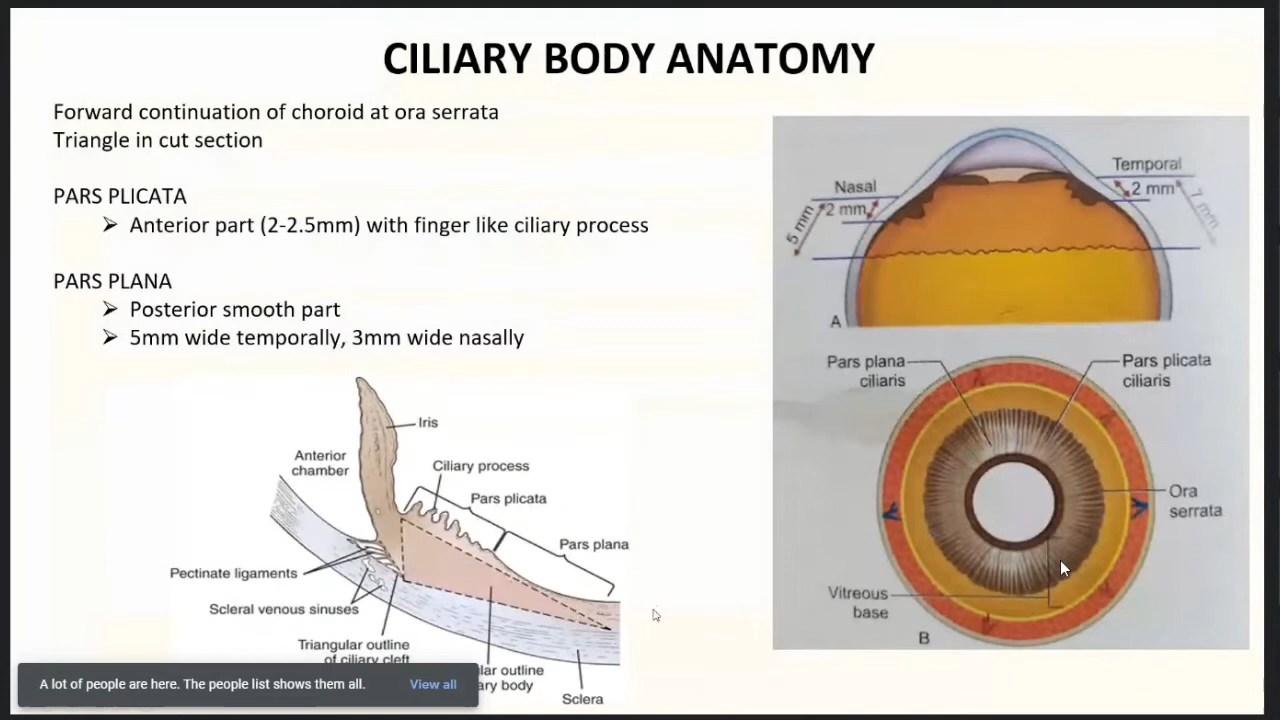 CILIARY BODY ANATOMY
Forward continuation of choroid at ora serrata
Triangle in cut section
PARS PLICATA
➢ Anterior part (2-2.5mm) with finger like ciliary process
PARS PLANA
➢ Posterior smooth part
➢ 5mm wide temporally, 3mm wide nasally
Iris
Anterior
chamber
Ciliary process
Pars plicata
Pars plana
Pectinate ligaments
Scleral venous sinuses
Triangular outline
of ciliary cleft
lar outline
ary body
Sclera
Nasal
2 mm
5 mm
Temporal
2 mm
7 mm
A
Pars plana
ciliaris
Pars plicata
ciliaris
Ora
serrata
Vitreous
base
B
A lot of people are here. The people list shows them all.
View all